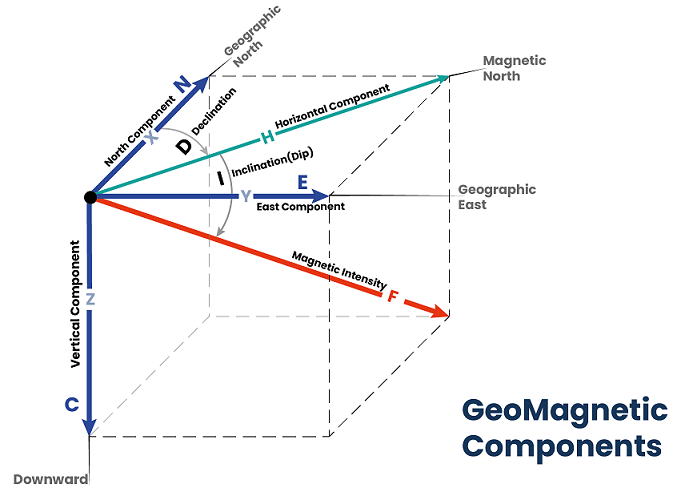 Geographic
North
Magnetic
North
N
North Component
X
D
Declination
Horizontal Component
H
I
Inclination(Dip)
E
Y
East Component
Geographic
East
Magnetic Intensity
F
Vertical Component
Z
C
Downward
GeoMagnetic
Components